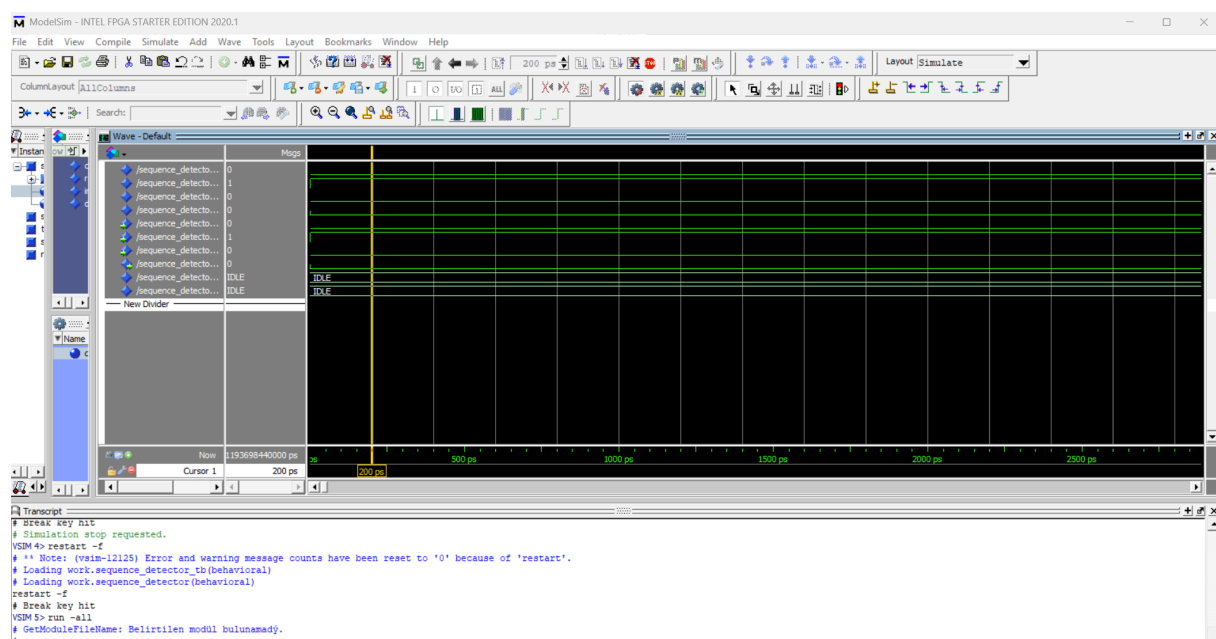 ModelSim - INTEL FPGA STARTER EDITION 2020.1
File Edit View Compile Simulate Add Wave Tools Layout Bookmarks Window Help
200 ps
Layout Simulate
ColumnLayout AllColumns
Search:
Wave - Default
Instan
Msgs
/sequence_detecto... 0
/sequence_detecto... 1
/sequence_detecto... 0
/sequence_detecto... 0
/sequence_detecto... 0
/sequence_detecto... 1
/sequence_detecto... 0
/sequence_detecto... 0
/sequence_detecto... IDLE IDLE
/sequence_detecto... IDLE IDLE
New Divider
Name
Now 1193698440000 ps
ps 500 ps 1000 ps 1500 ps 2000 ps 2500 ps
Cursor 1 200 ps 200 ps
Transcript
# Break key hit
# Simulation stop requested.
VSIM 4> restart -f
# ** Note: (vsim-12125) Error and warning message counts have been reset to '0' because of 'restart'.
# Loading work.sequence_detector_tb(behavioral)
# Loading work.sequence_detector(behavioral)
restart -f
# Break key hit
VSIM 5> run -all
# GetModuleFileName: Belirtilen modül bulunamadý.